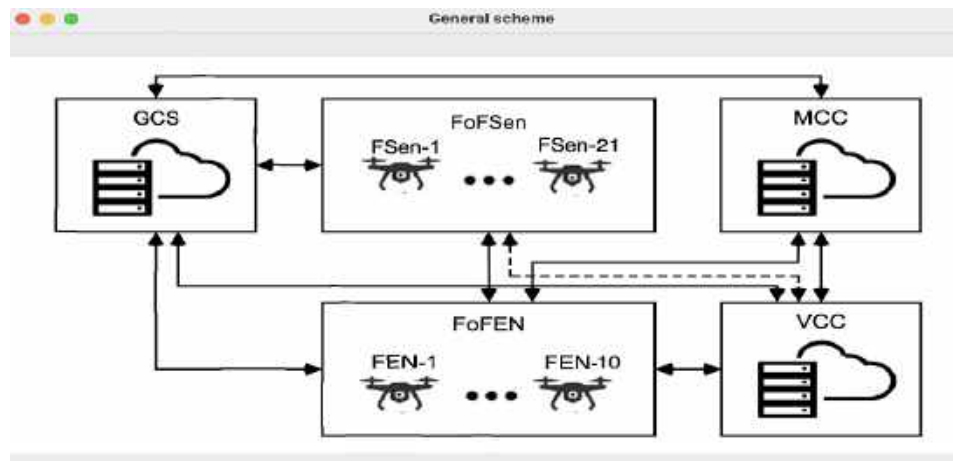 General scheme
GCS
FoFSen
MCC
FSen-1
FSen-21
FoFEN
VCC
FEN-1
FEN-10